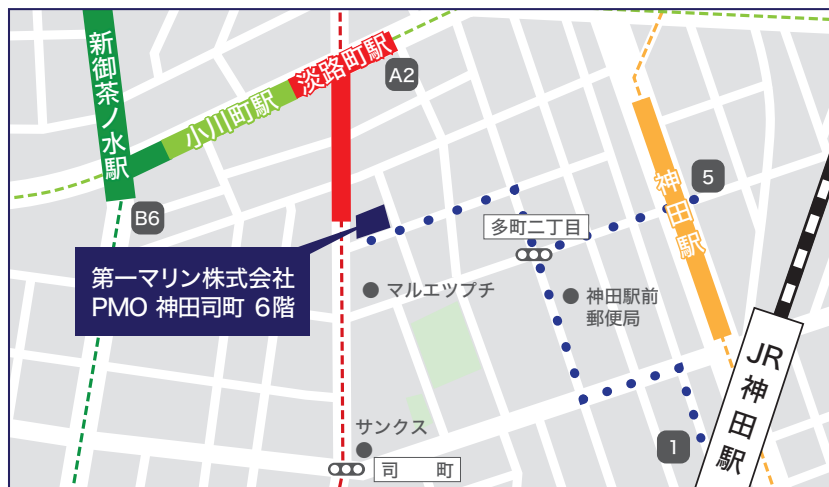 新御茶ノ水駅
小川町駅
淡路町駅
A2
B6
神田駅
5
多町二丁目
第一マリン株式会社
PMO 神田司町 6階
マルエツプチ
神田駅前
郵便局
JR神田駅
サンクス
1
司 町